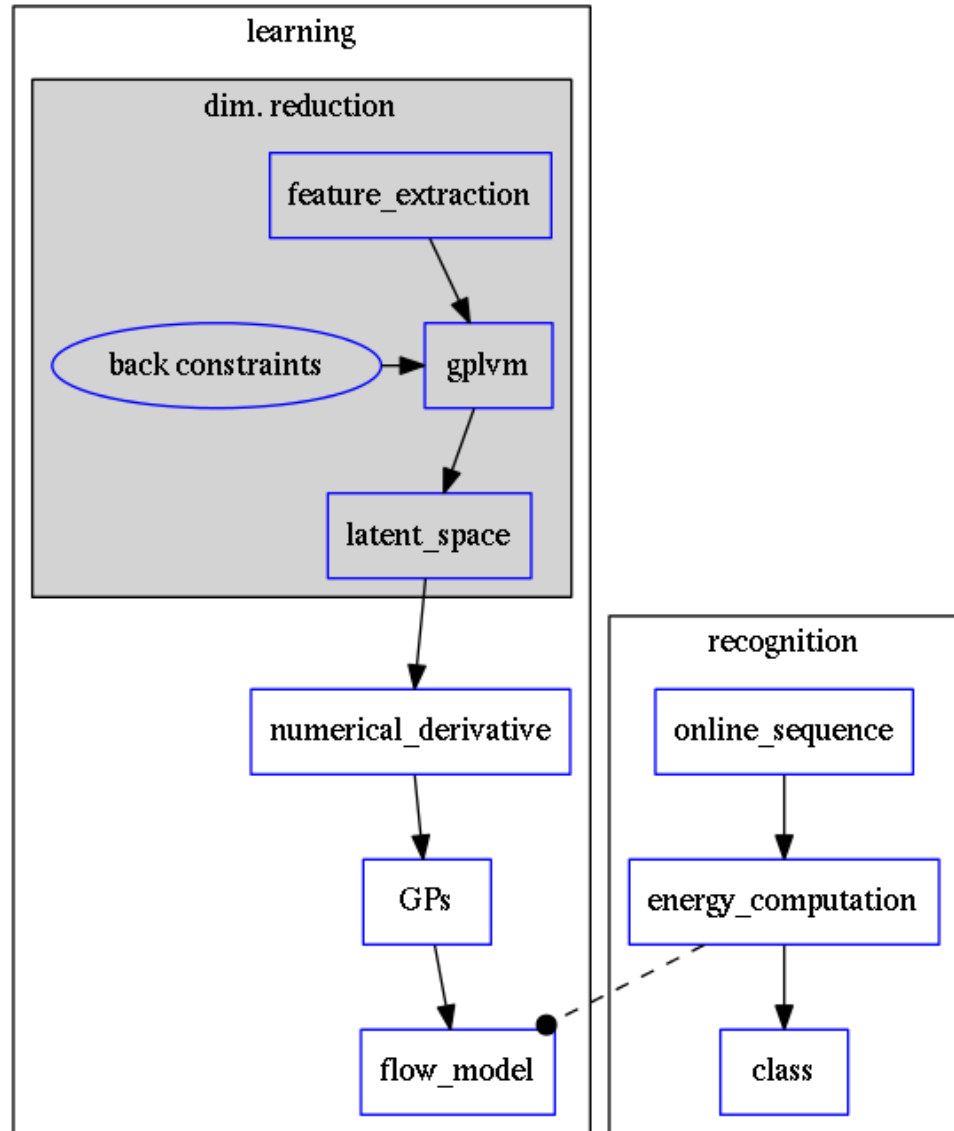 learning
dim. reduction
feature_extraction
back constraints
gplvm
latent_space
numerical_derivative
GPs
flow_model
recognition
online_sequence
energy_computation
class